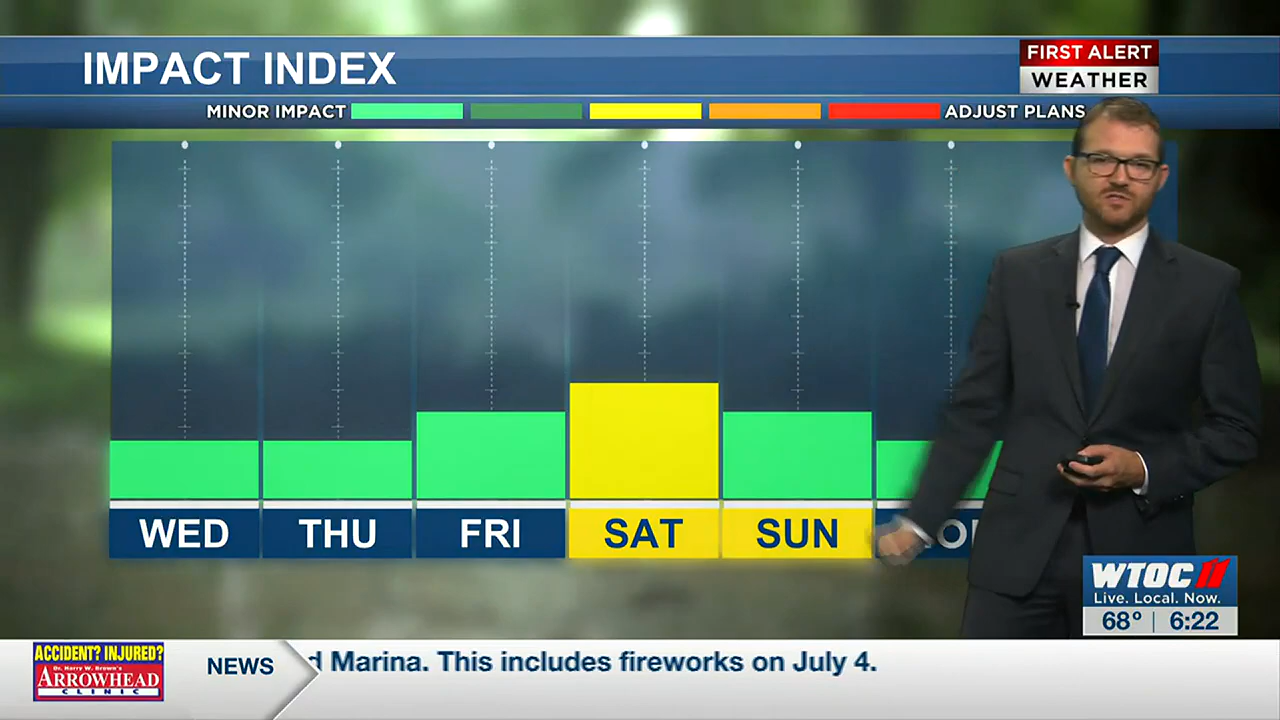 IMPACT INDEX
FIRST ALERT
WEATHER
MINOR IMPACT
ADJUST PLANS
WED THU FRI SAT SUN
WTOC 11
Live. Local. Now.
68° 6:22
ACCIDENT? INJURED?
Dr. Harry W. Brown's
ARROWHEAD
CLINIC
NEWS
d Marina. This includes fireworks on July 4.